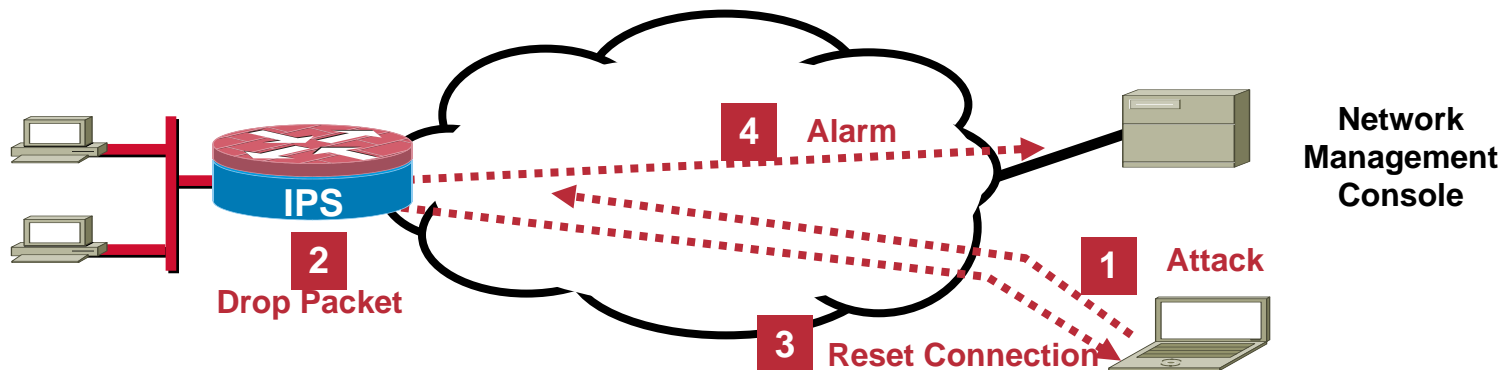 4 Alarm
Network
Management
Console
IPS
2
Drop Packet
1 Attack
3 Reset Connection